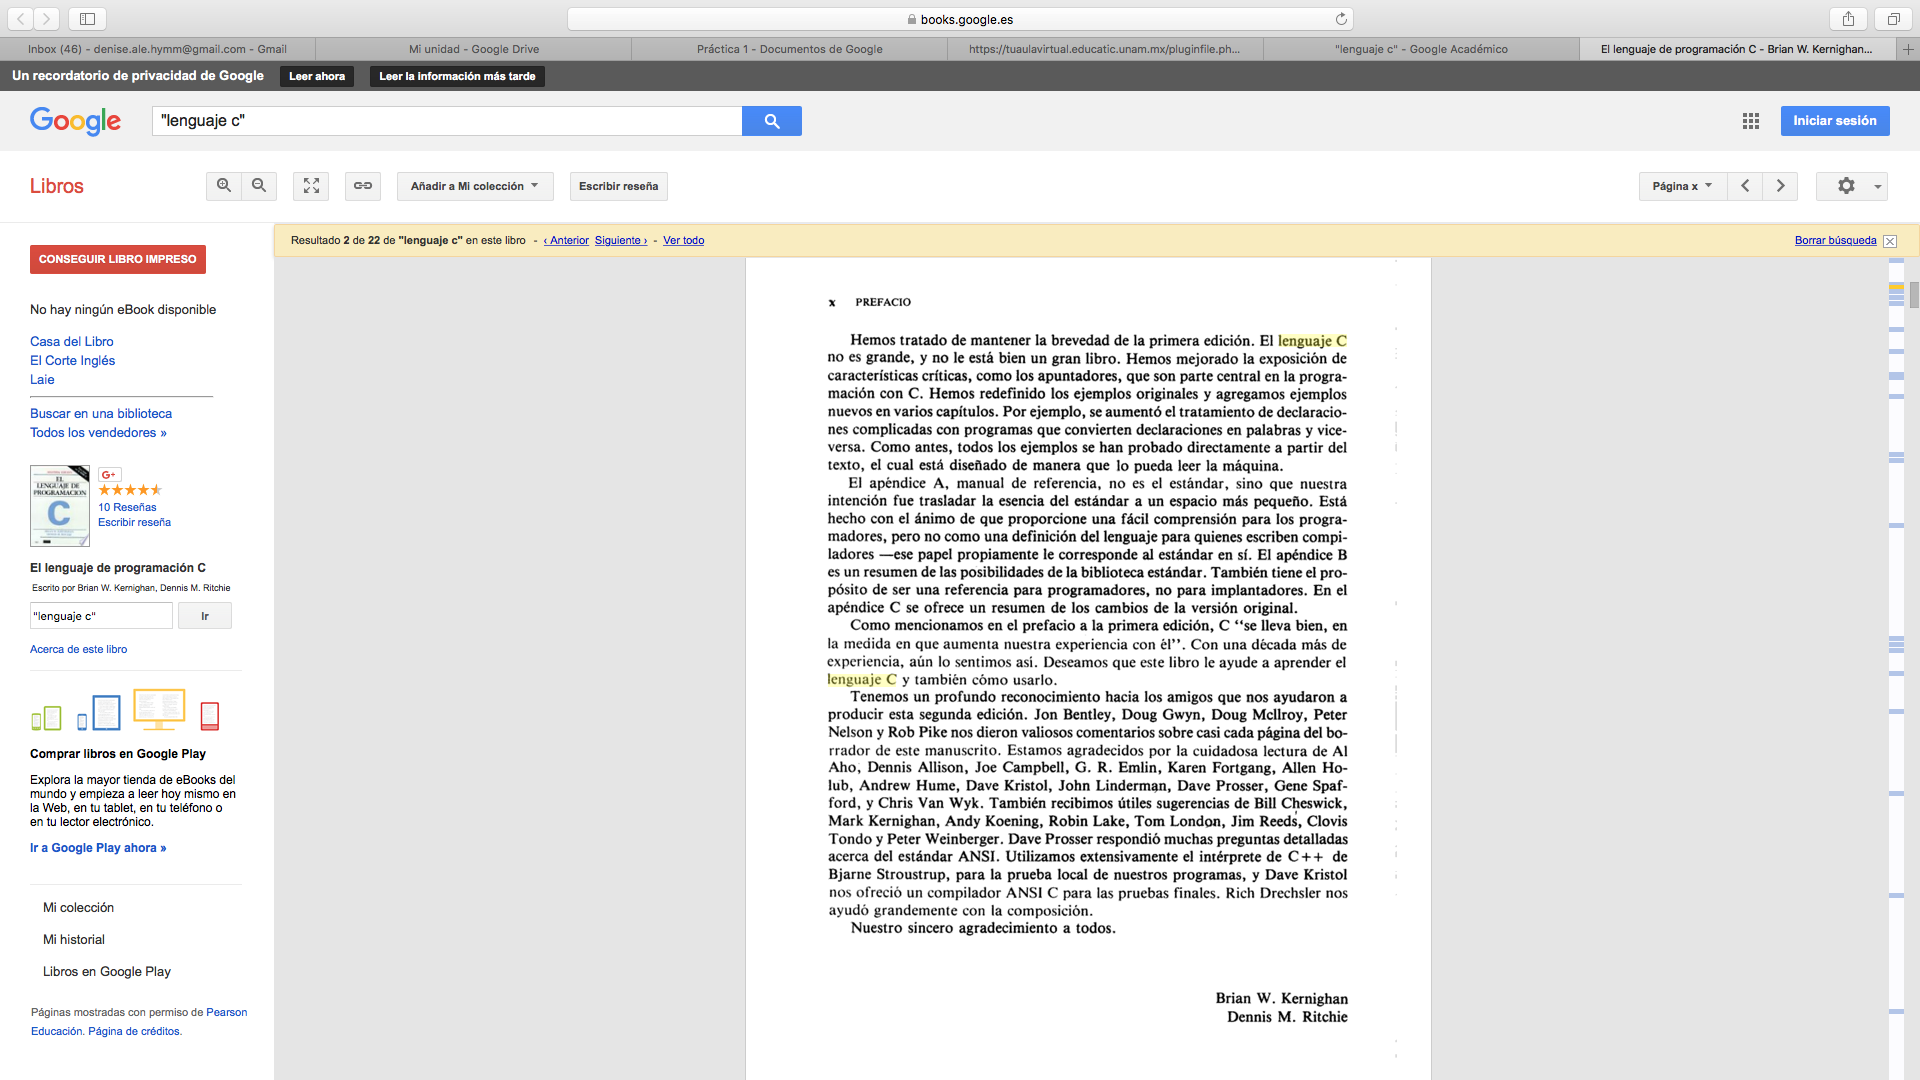 books.google.es
Inbox (46) - denise.ale.hymm@gmail.com - Gmail
Mi unidad - Google Drive
Práctica 1 - Documentos de Google
https://tuaulavirtual.educatic.unam.mx/pluginfile.ph...
"lenguaje c" - Google Académico
El lenguaje de programación C - Brian W. Kernighan...
Un recordatorio de privacidad de Google
Leer ahora
Leer la información más tarde
Google
"lenguaje c"
Iniciar sesión
Libros
Añadir a Mi colección
Escribir reseña
Página x
CONSEGUIR LIBRO IMPRESO
No hay ningún eBook disponible
Casa del Libro
El Corte Inglés
Laie
Buscar en una biblioteca
Todos los vendedores »
EL
LENGUAJE DE
PROGRAMACION
C
G+
10 Reseñas
Escribir reseña
El lenguaje de programación C
Escrito por Brian W. Kernighan, Dennis M. Ritchie
"lenguaje c"
Ir
Acerca de este libro
Comprar libros en Google Play
Explora la mayor tienda de eBooks del
mundo y empieza a leer hoy mismo en
la Web, en tu tablet, en tu teléfono o
en tu lector electrónico.
Ir a Google Play ahora »
Mi colección
Mi historial
Libros en Google Play
Páginas mostradas con permiso de Pearson
Educación. Página de créditos.
Resultado 2 de 22 de "lenguaje c" en este libro - ‹ Anterior Siguiente › - Ver todo
Borrar búsqueda
x PREFACIO
Hemos tratado de mantener la brevedad de la primera edición. El lenguaje C
no es grande, y no le está bien un gran libro. Hemos mejorado la exposición de
características críticas, como los apuntadores, que son parte central en la progra-
mación con C. Hemos redefinido los ejemplos originales y agregamos ejemplos
nuevos en varios capítulos. Por ejemplo, se aumentó el tratamiento de declaracio-
nes complicadas con programas que convierten declaraciones en palabras y vice-
versa. Como antes, todos los ejemplos se han probado directamente a partir del
texto, el cual está diseñado de manera que lo pueda leer la máquina.
El apéndice A, manual de referencia, no es el estándar, sino que nuestra
intención fue trasladar la esencia del estándar a un espacio más pequeño. Está
hecho con el ánimo de que proporcione una fácil comprensión para los progra-
madores, pero no como una definición del lenguaje para quienes escriben compi-
ladores —ese papel propiamente le corresponde al estándar en sí. El apéndice B
es un resumen de las posibilidades de la biblioteca estándar. También tiene el pro-
pósito de ser una referencia para programadores, no para implantadores. En el
apéndice C se ofrece un resumen de los cambios de la versión original.
Como mencionamos en el prefacio a la primera edición, C “se lleva bien, en
la medida en que aumenta nuestra experiencia con él”. Con una década más de
experiencia, aún lo sentimos así. Deseamos que este libro le ayude a aprender el
lenguaje C y también cómo usarlo.
Tenemos un profundo reconocimiento hacia los amigos que nos ayudaron a
producir esta segunda edición. Jon Bentley, Doug Gwyn, Doug McIlroy, Peter
Nelson y Rob Pike nos dieron valiosos comentarios sobre casi cada página del bo-
rrador de este manuscrito. Estamos agradecidos por la cuidadosa lectura de Al
Aho, Dennis Allison, Joe Campbell, G. R. Emlin, Karen Fortgang, Allen Ho-
lub, Andrew Hume, Dave Kristol, John Linderman, Dave Prosser, Gene Spaf-
ford, y Chris Van Wyk. También recibimos útiles sugerencias de Bill Cheswick,
Mark Kernighan, Andy Koening, Robin Lake, Tom London, Jim Reeds, Clovis
Tondo y Peter Weinberger. Dave Prosser respondió muchas preguntas detalladas
acerca del estándar ANSI. Utilizamos extensivamente el intérprete de C++ de
Bjarne Stroustrup, para la prueba local de nuestros programas, y Dave Kristol
nos ofreció un compilador ANSI C para las pruebas finales. Rich Drechsler nos
ayudó grandemente con la composición.
Nuestro sincero agradecimiento a todos.
Brian W. Kernighan
Dennis M. Ritchie